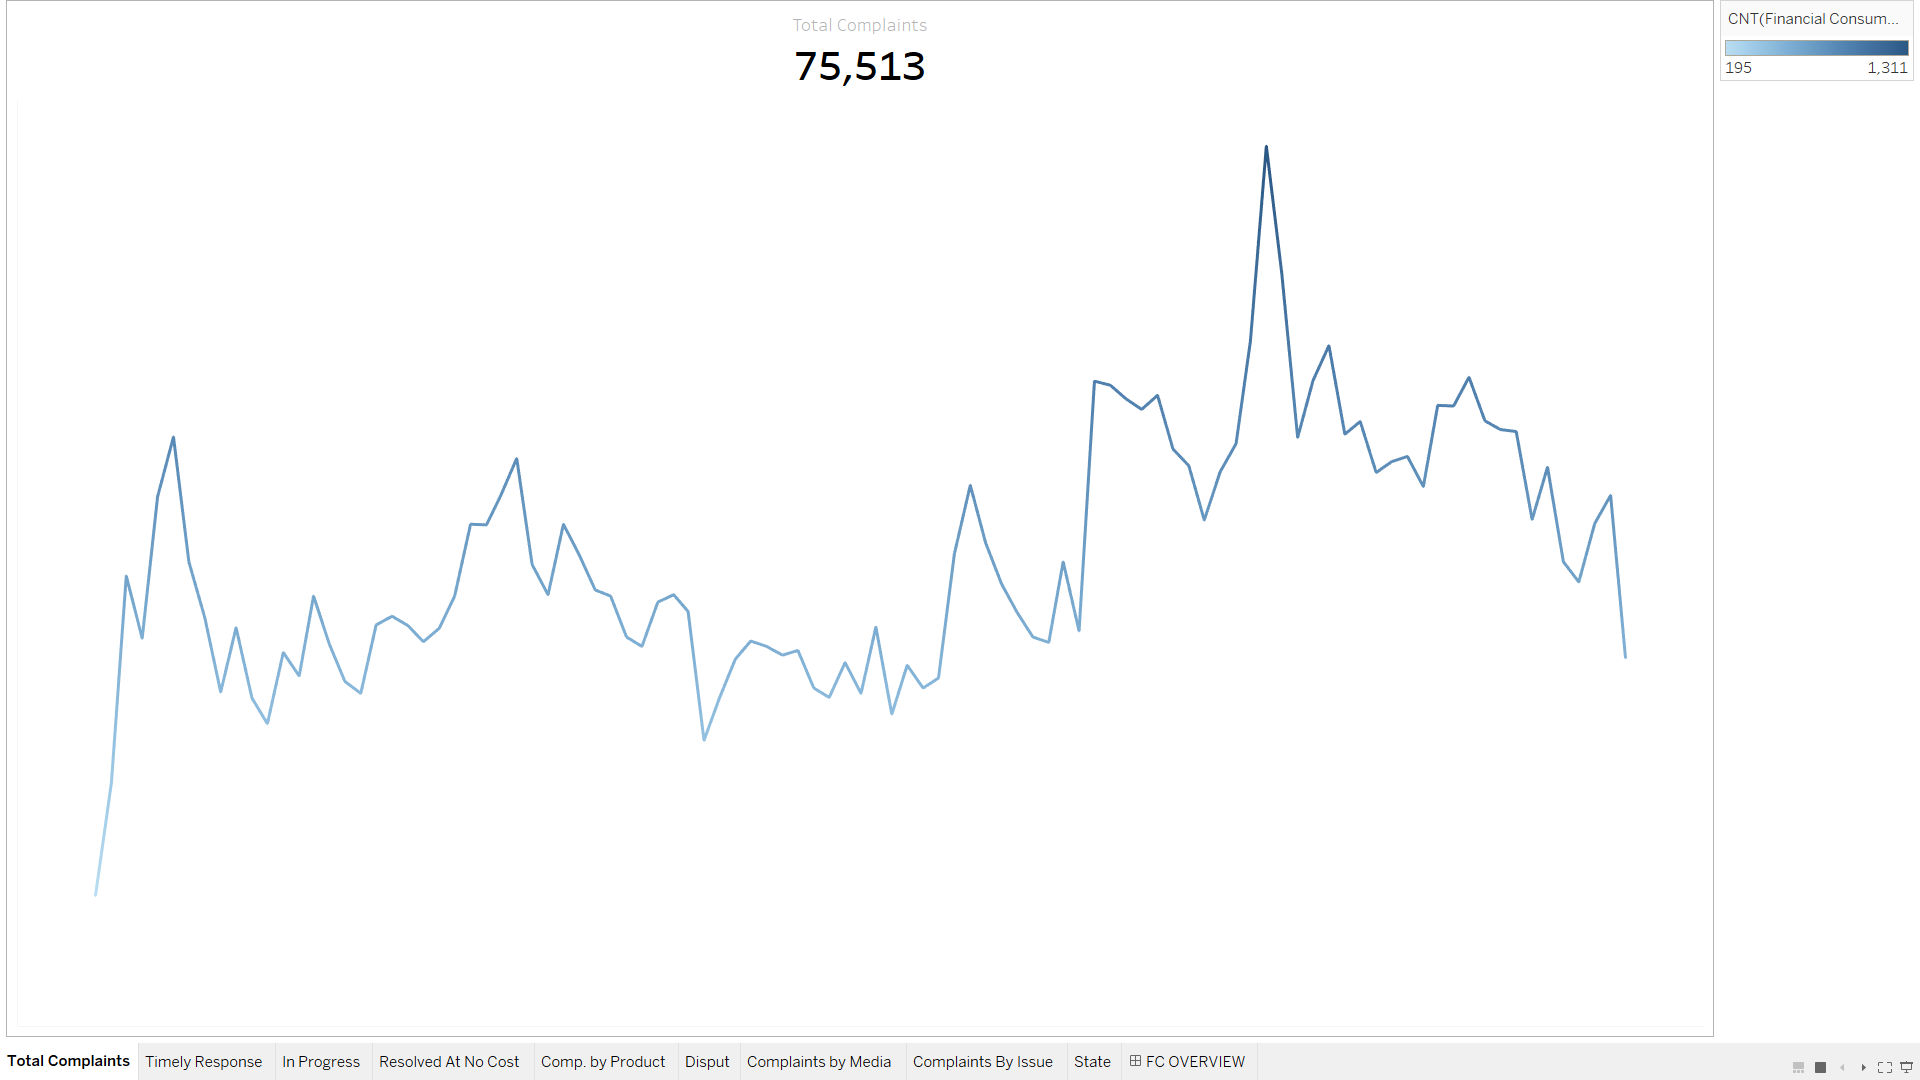 Total Complaints
75,513
CNT(Financial Consum...
195 1,311
Total Complaints Timely Response In Progress Resolved At No Cost Comp. by Product Disput Complaints by Media Complaints By Issue State FC OVERVIEW